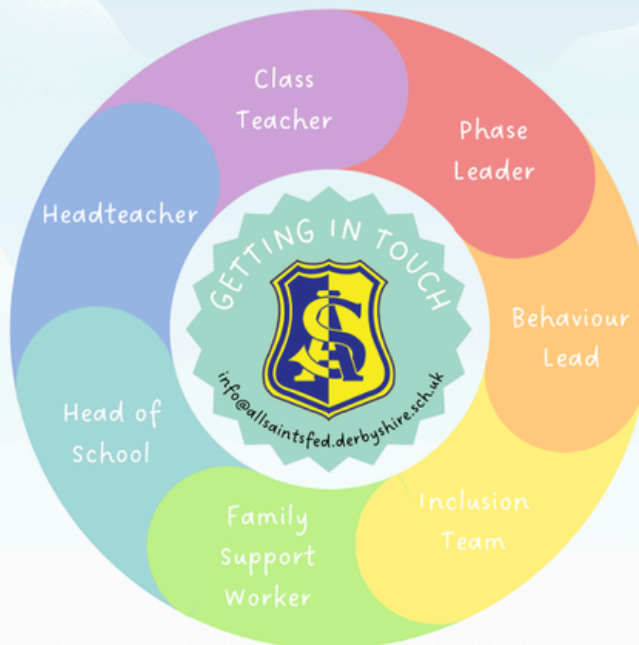 Class
Teacher
Phase
Leader
Behaviour
Lead
Inclusion
Team
Family
Support
Worker
Head of
School
Headteacher
GETTING IN TOUCH
AS
info@allsaintsfed.derbyshire.sch.uk